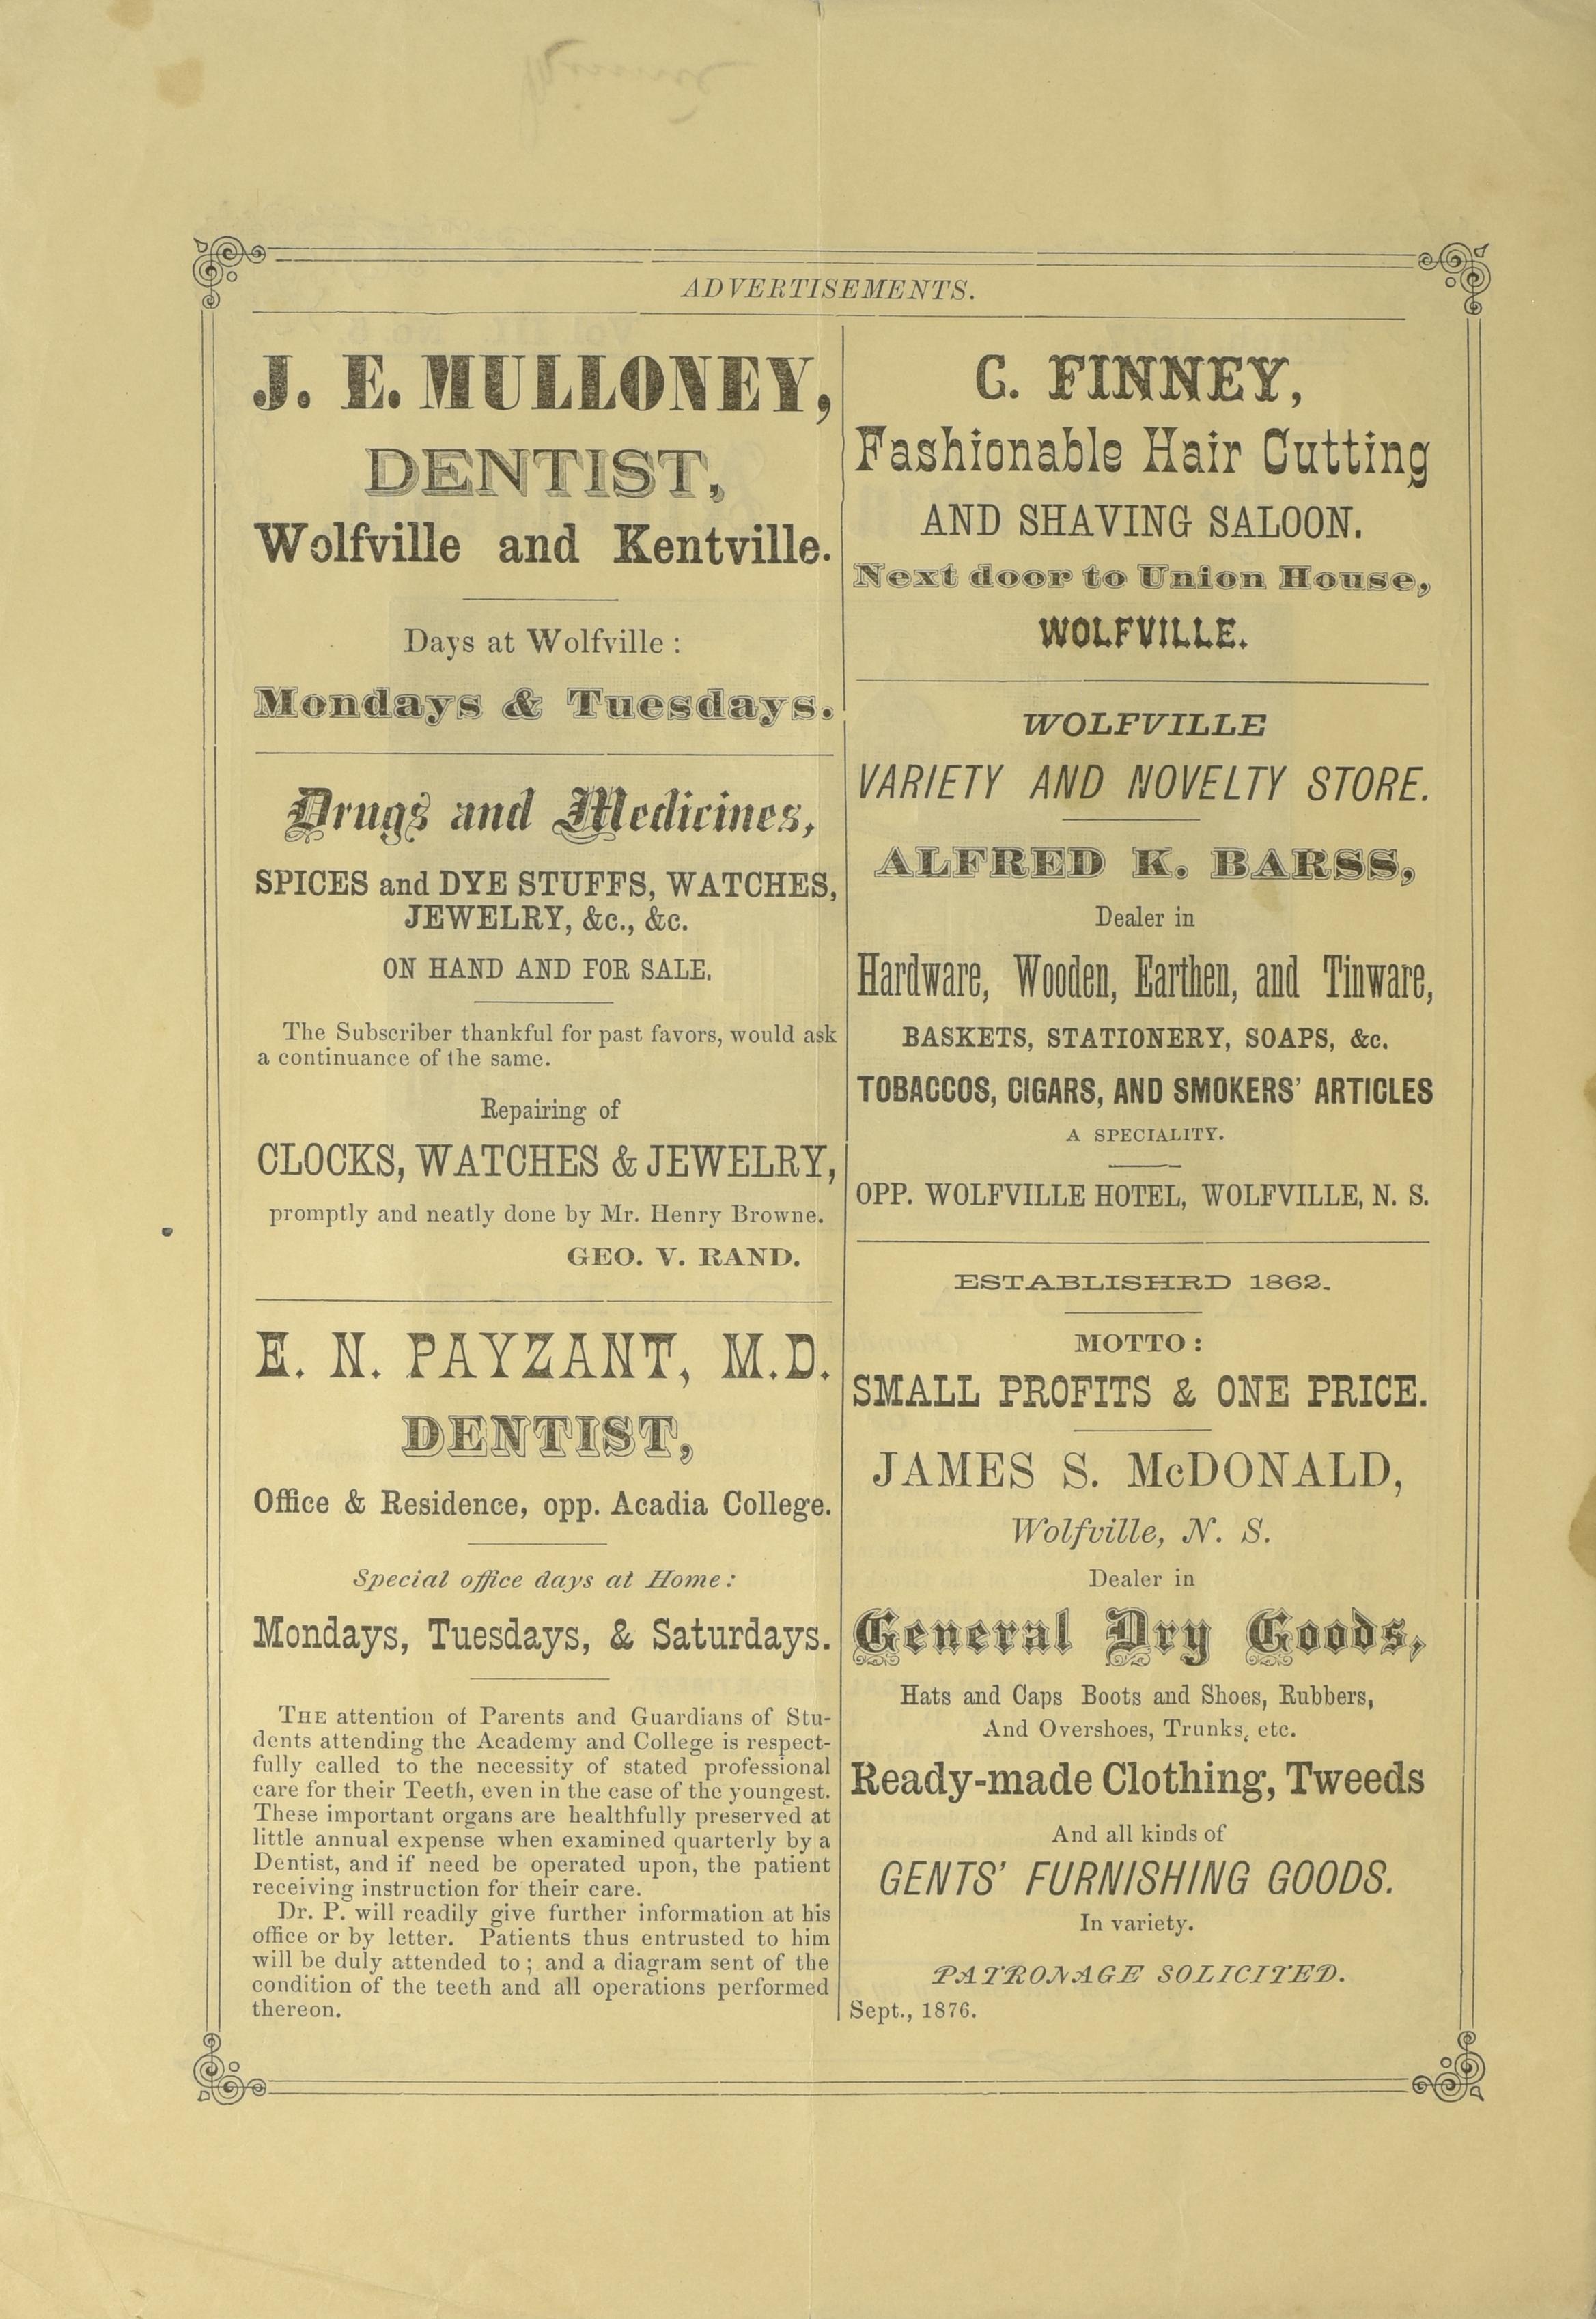 ADVERTISEMENTS.
J. E. MULLONEY,
DENTIST,
Wolfville and Kentville.
Days at Wolfville :
Mondays & Tuesdays.
Drugs and Medicines,
SPICES and DYE STUFFS, WATCHES,
JEWELRY, &c., &c.
ON HAND AND FOR SALE.
The Subscriber thankful for past favors, would ask
a continuance of the same.
Repairing of
CLOCKS, WATCHES & JEWELRY,
promptly and neatly done by Mr. Henry Browne.
GEO. V. RAND.
E. N. PAYZANT, M.D.
DENTIST,
Office & Residence, opp. Acadia College.
Special office days at Home :
Mondays, Tuesdays, & Saturdays.
THE attention of Parents and Guardians of Stu-
dents attending the Academy and College is respect-
fully called to the necessity of stated professional
care for their Teeth, even in the case of the youngest.
These important organs are healthfully preserved at
little annual expense when examined quarterly by a
Dentist, and if need be operated upon, the patient
receiving instruction for their care.
Dr. P. will readily give further information at his
office or by letter. Patients thus entrusted to him
will be duly attended to ; and a diagram sent of the
condition of the teeth and all operations performed
thereon.
C. FINNEY,
Fashionable Hair Cutting
AND SHAVING SALOON.
Next door to Union House,
WOLFVILLE.
WOLFVILLE
VARIETY AND NOVELTY STORE.
ALFRED K. BARSS,
Dealer in
Hardware, Wooden, Earthen, and Tinware,
BASKETS, STATIONERY, SOAPS, &c.
TOBACCOS, CIGARS, AND SMOKERS' ARTICLES
A SPECIALITY.
OPP. WOLFVILLE HOTEL, WOLFVILLE, N. S.
ESTABLISHRD 1862.
MOTTO :
SMALL PROFITS & ONE PRICE.
JAMES S. McDONALD,
Wolfville, N. S.
Dealer in
General Dry Goods,
Hats and Caps Boots and Shoes, Rubbers,
And Overshoes, Trunks, etc.
Ready-made Clothing, Tweeds
And all kinds of
GENTS' FURNISHING GOODS.
In variety.
PATRONAGE SOLICITED.
Sept., 1876.